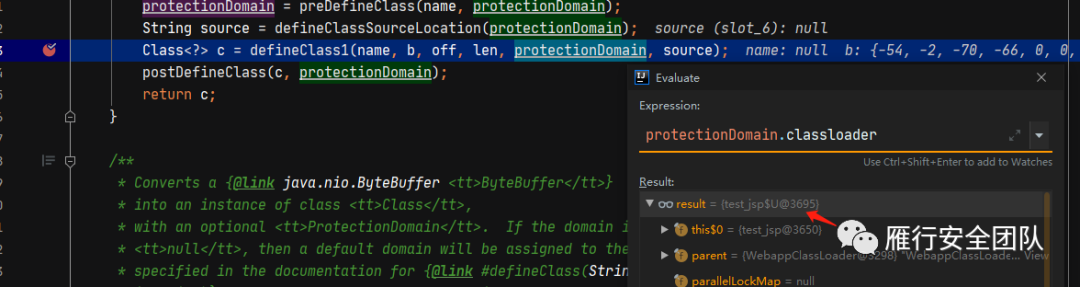 protectionDomain = preDefineClass(name, protectionDomain);
String source = defineClassSourceLocation(protectionDomain);  source (slot_6): null
Class<?> c = defineClass1(name, b, off, len, protectionDomain, source);  name: null  b: {-54, -2, -70, -66, 0, 0,
postDefineClass(c, protectionDomain);
return c;
}
/**
* Converts a {@link java.nio.ByteBuffer <tt>ByteBuffer</tt>}
* into an instance of class <tt>Class</tt>,
* with an optional <tt>ProtectionDomain</tt>.  If the domain i
* <tt>null</tt>, then a default domain will be assigned to the
* specified in the documentation for {@link #defineClass(String
Evaluate
Expression:
protectionDomain.classloader
Use Ctrl+Shift+Enter to add to Watches
Result:
result = {test_jsp$U@3695}
this$0 = {test_jsp@3650}
parent = {WebappClassLoader@3298} "WebappClassLoade... View
parallelLockMap = null
雁行安全团队